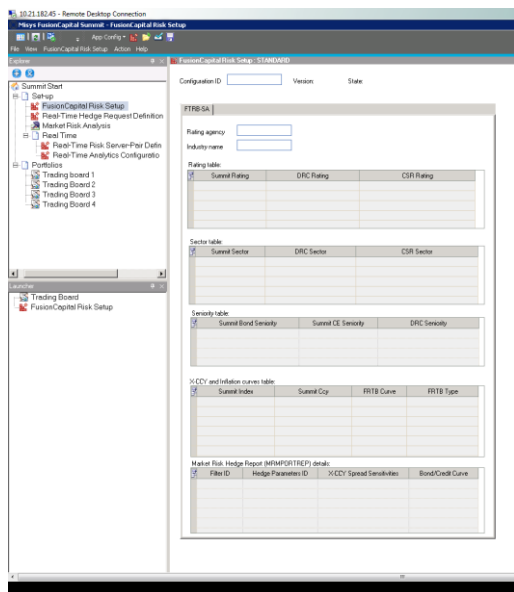 10.21.182.45 - Remote Desktop Connection
Misys FusionCapital Summit - FusionCapital Risk Setup
App Config
File View FusionCapital Risk Setup Action Help
Explorer
Summit Start
Set-up
FusionCapital Risk Setup
Real-Time Hedge Request Definition
Market Risk Analysis
Real Time
Real-Time Risk Server-Pair Defin
Real-Time Analytics Configuratio
Portfolios
Trading board 1
Trading Board 2
Trading Board 3
Trading Board 4
Launcher
Trading Board
FusionCapital Risk Setup
FusionCapital Risk Setup : STANDARD
Configuration ID Version: State:
FTRB-SA
Rating agency
Industry name
Rating table:
Summit Rating DRC Rating CSR Rating
Sector table:
Summit Sector DRC Sector CSR Sector
Seniority table:
Summit Bond Seniority Summit CE Seniority DRC Seniority
X-CCY and Inflation curves table:
Summit Index Summit Ccy FRTB Curve FRTB Type
Market Risk Hedge Report (MRMPORTREP) details:
Filter ID Hedge Parameters ID X-CCY Spread Sensitivities Bond/Credit Curve